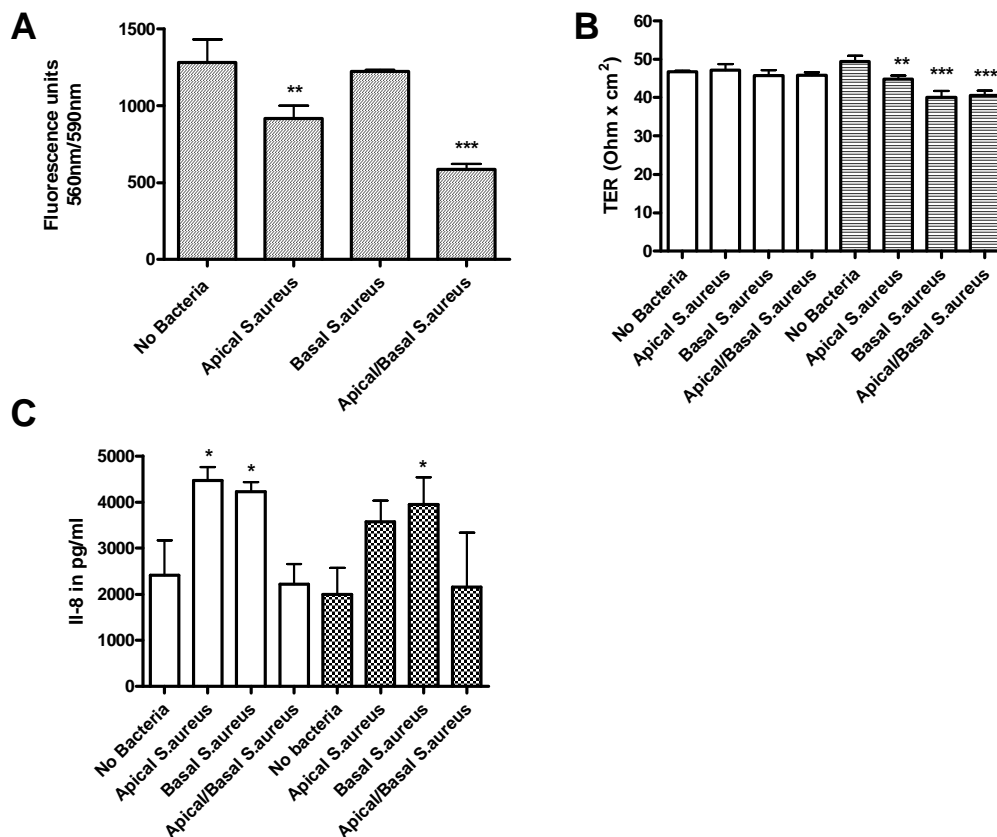 A
Fluorescence units
560nm/590nm
1500
1000
500
0
**
***
No Bacteria
Apical S.aureus
Basal S.aureus
Apical/Basal S.aureus
B
TER (Ohm x cm²)
60
50
40
30
20
10
0
**
***
***
No Bacteria
Apical S.aureus
Basal S.aureus
Apical/Basal S.aureus
No Bacteria
Apical S.aureus
Basal S.aureus
Apical/Basal S.aureus
C
Il-8 in pg/ml
5000
4000
3000
2000
1000
0
*
*
*
No Bacteria
Apical S.aureus
Basal S.aureus
Apical/Basal S.aureus
No bacteria
Apical S.aureus
Basal S.aureus
Apical/Basal S.aureus